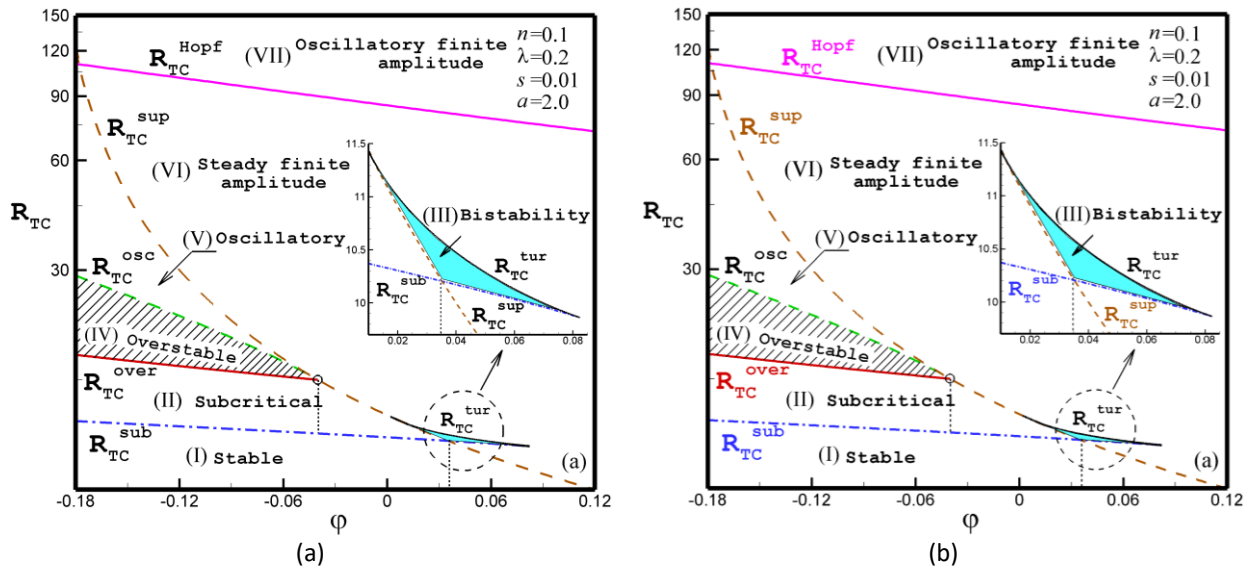 150
120
90
60
30
R_TC
R_TC^Hopf
(VII) Oscillatory finite
amplitude
n=0.1
λ=0.2
s=0.01
a=2.0
R_TC^sup
(VI) Steady finite
amplitude
11.5
11
10.5
10
(III) Bistability
R_TC^tur
R_TC^sub
R_TC^sup
0.02
0.04
0.06
0.08
(V) Oscillatory
R_TC^osc
(IV) Overstable
R_TC^over
(II) Subcritical
R_TC^tur
R_TC^sub
(I) Stable
(a)
-0.18
-0.12
-0.06
0
0.06
0.12
φ
(a)
150
120
90
60
30
R_TC
R_TC^Hopf
(VII) Oscillatory finite
amplitude
n=0.1
λ=0.2
s=0.01
a=2.0
R_TC^sup
(VI) Steady finite
amplitude
11.5
11
10.5
10
(III) Bistability
R_TC^tur
R_TC^sub
R_TC^sup
0.02
0.04
0.06
0.08
(V) Oscillatory
R_TC^osc
(IV) Overstable
R_TC^over
(II) Subcritical
R_TC^tur
R_TC^sub
(I) Stable
(a)
-0.18
-0.12
-0.06
0
0.06
0.12
φ
(b)